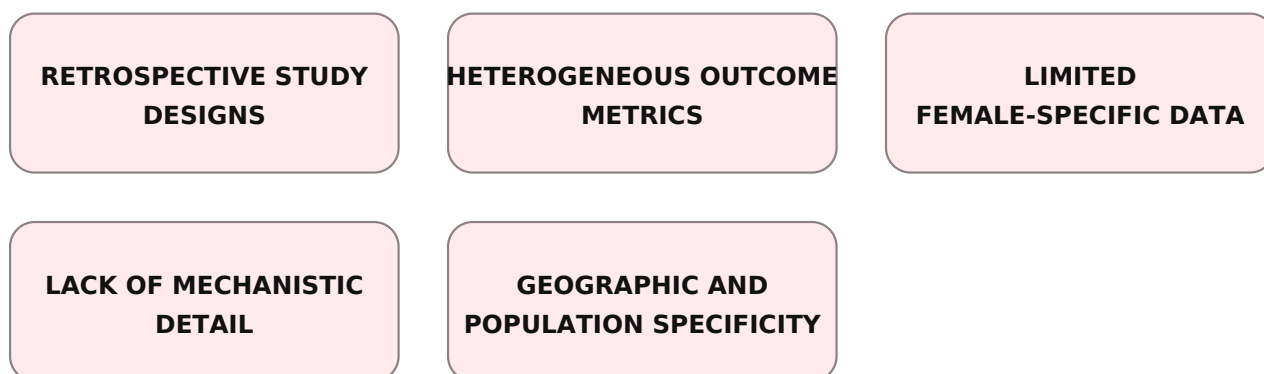 RETROSPECTIVE STUDY
DESIGNS
HETEROGENEOUS OUTCOME
METRICS
LIMITED
FEMALE-SPECIFIC DATA
LACK OF MECHANISTIC
DETAIL
GEOGRAPHIC AND
POPULATION SPECIFICITY